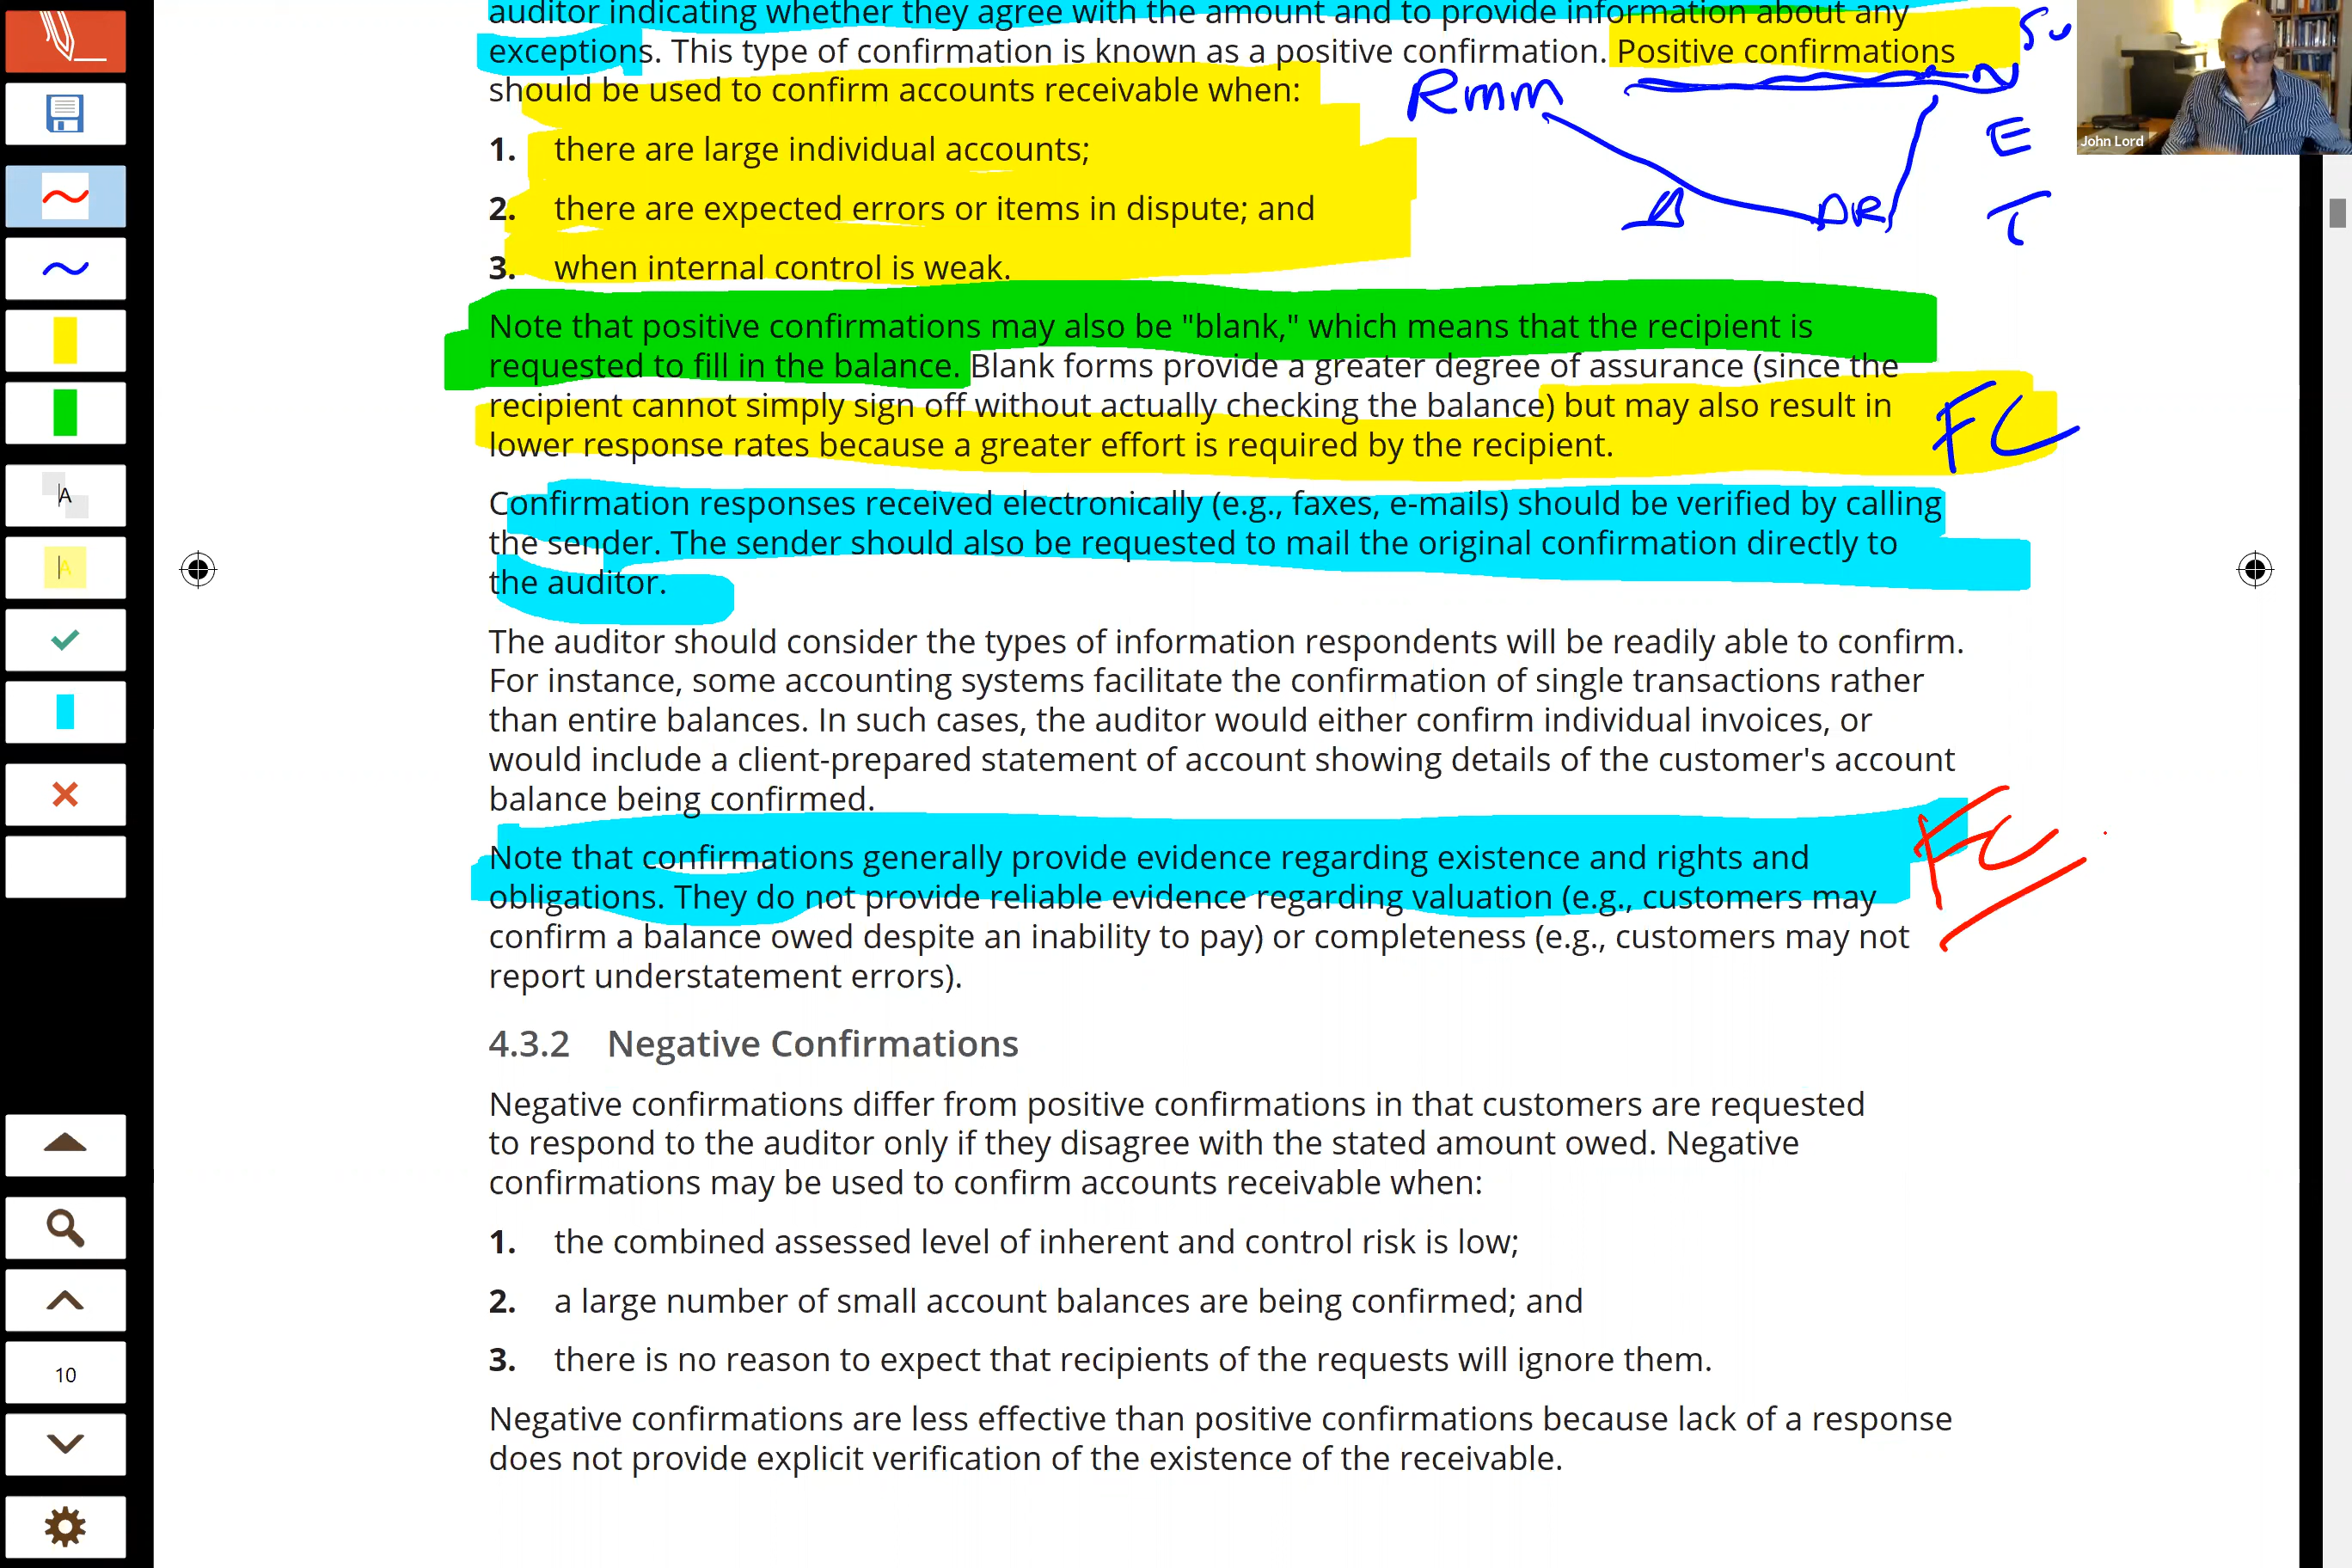 auditor indicating whether they agree with the amount and to provide information about any
exceptions. This type of confirmation is known as a positive confirmation. Positive confirmations
should be used to confirm accounts receivable when:
Rmm
N
E
T
DR
John Lord
1. there are large individual accounts;
2. there are expected errors or items in dispute; and
3. when internal control is weak.
Note that positive confirmations may also be "blank," which means that the recipient is
requested to fill in the balance. Blank forms provide a greater degree of assurance (since the
recipient cannot simply sign off without actually checking the balance) but may also result in
lower response rates because a greater effort is required by the recipient.
FC
Confirmation responses received electronically (e.g., faxes, e-mails) should be verified by calling
the sender. The sender should also be requested to mail the original confirmation directly to
the auditor.
The auditor should consider the types of information respondents will be readily able to confirm.
For instance, some accounting systems facilitate the confirmation of single transactions rather
than entire balances. In such cases, the auditor would either confirm individual invoices, or
would include a client-prepared statement of account showing details of the customer's account
balance being confirmed.
Note that confirmations generally provide evidence regarding existence and rights and
obligations. They do not provide reliable evidence regarding valuation (e.g., customers may
confirm a balance owed despite an inability to pay) or completeness (e.g., customers may not
report understatement errors).
FC
4.3.2 Negative Confirmations
Negative confirmations differ from positive confirmations in that customers are requested
to respond to the auditor only if they disagree with the stated amount owed. Negative
confirmations may be used to confirm accounts receivable when:
1. the combined assessed level of inherent and control risk is low;
2. a large number of small account balances are being confirmed; and
3. there is no reason to expect that recipients of the requests will ignore them.
Negative confirmations are less effective than positive confirmations because lack of a response
does not provide explicit verification of the existence of the receivable.
A
A
10